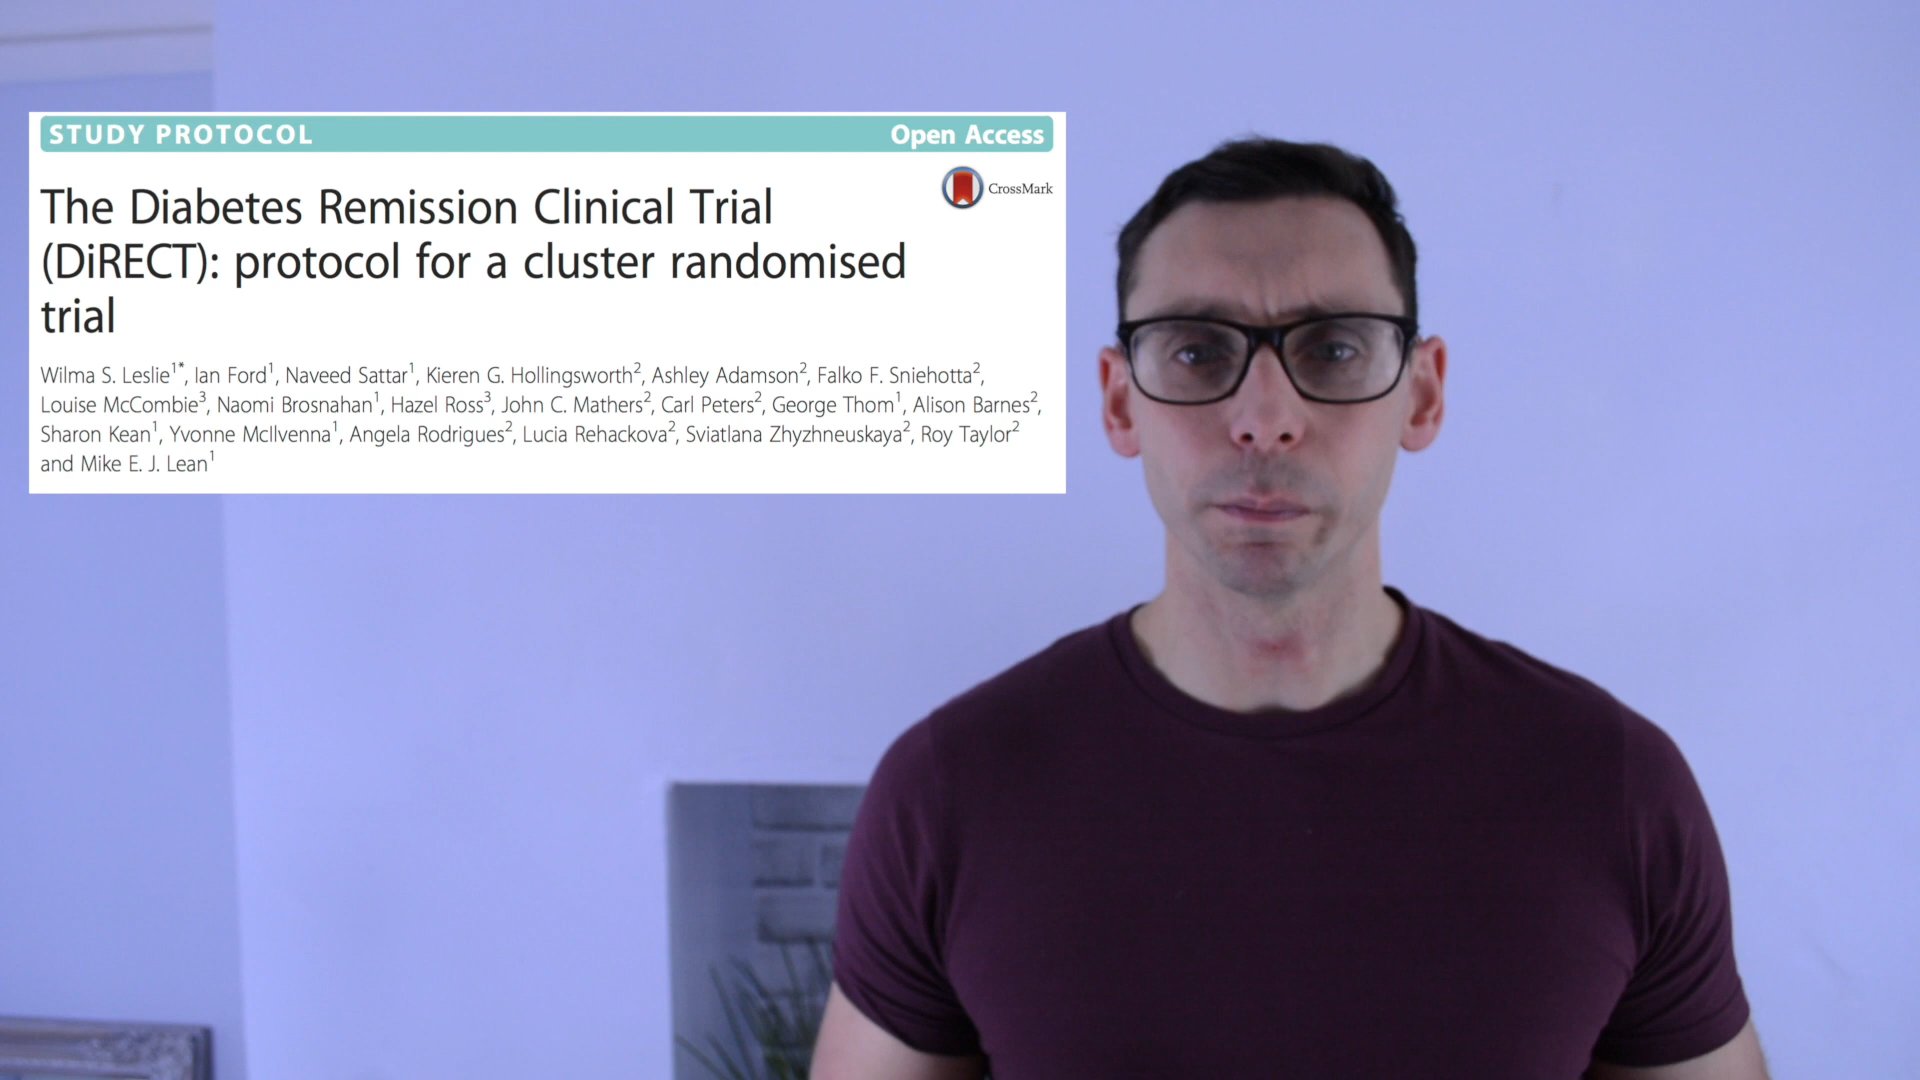 STUDY PROTOCOL Open Access
CrossMark
The Diabetes Remission Clinical Trial
(DiRECT): protocol for a cluster randomised
trial
Wilma S. Leslie1*, Ian Ford1, Naveed Sattar1, Kieren G. Hollingsworth2, Ashley Adamson2, Falko F. Sniehotta2,
Louise McCombie3, Naomi Brosnahan1, Hazel Ross3, John C. Mathers2, Carl Peters2, George Thom1, Alison Barnes2,
Sharon Kean1, Yvonne McIlvenna1, Angela Rodrigues2, Lucia Rehackova2, Sviatlana Zhyzhneuskaya2, Roy Taylor2
and Mike E. J. Lean1